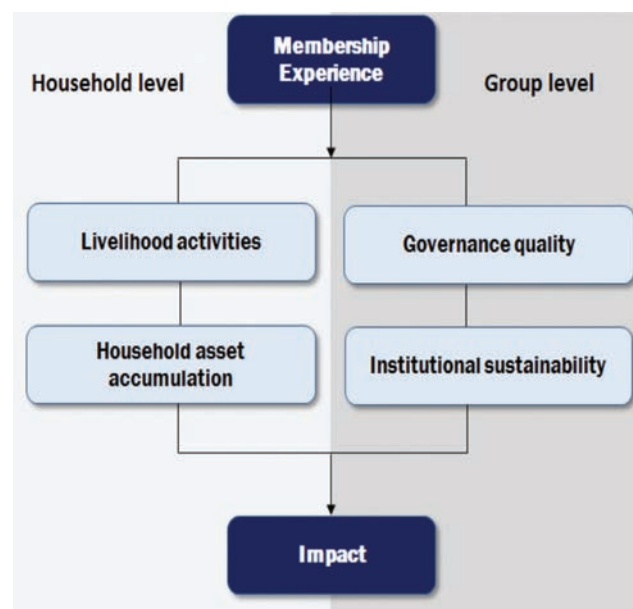 Membership
Experience
Household level
Group level
Livelihood activities
Governance quality
Household asset
accumulation
Institutional sustainability
Impact